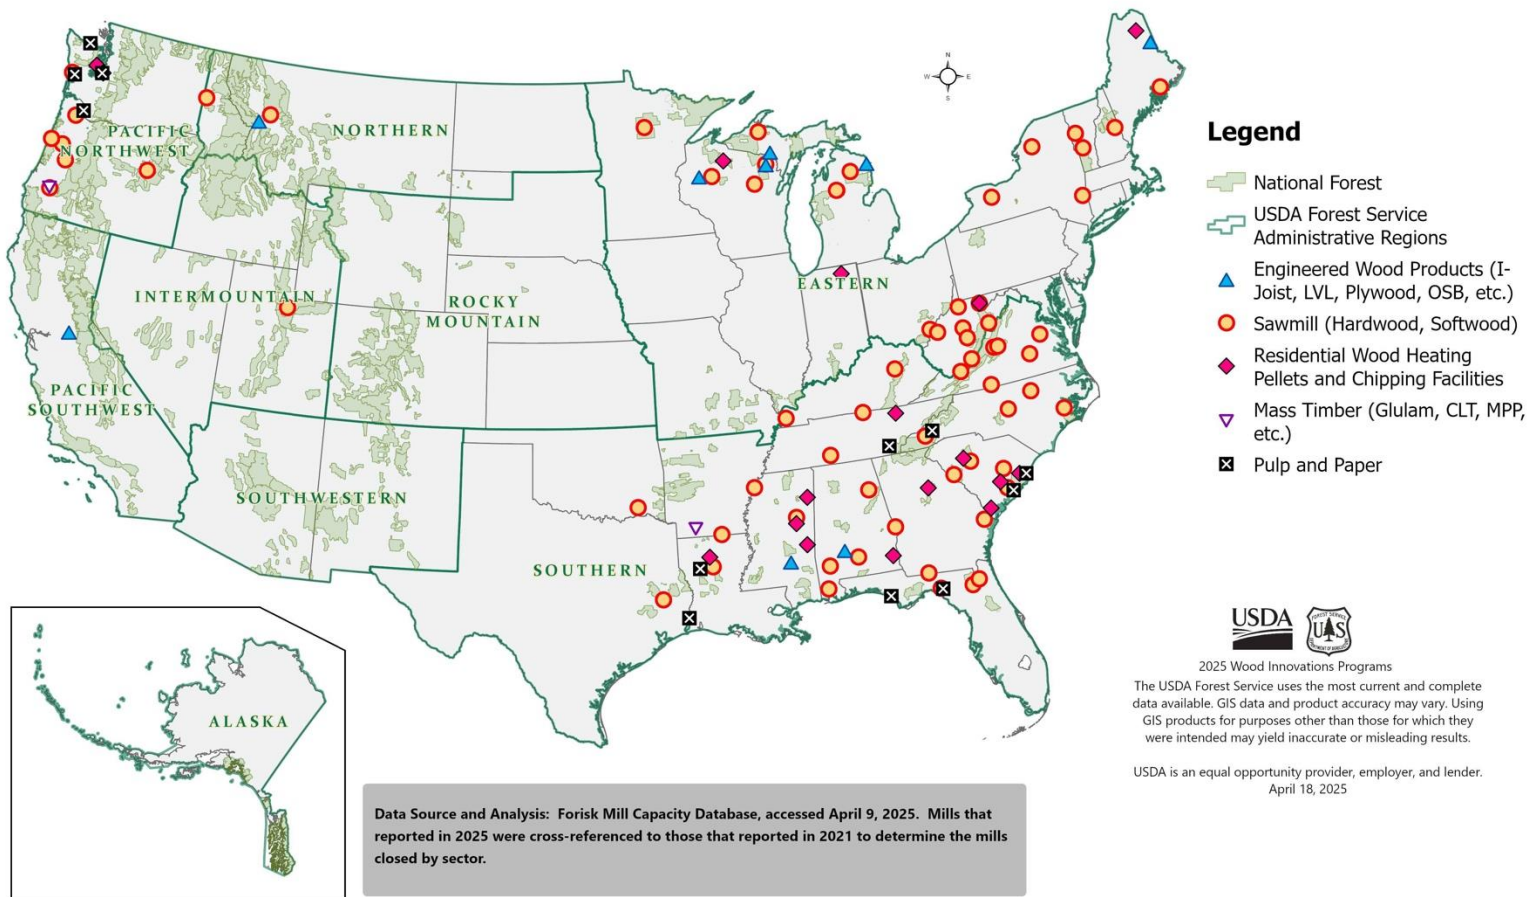 N
W
E
S
PACIFIC
NORTHWEST
NORTHERN
INTERMOUNTAIN
ROCKY
MOUNTAIN
EASTERN
PACIFIC
SOUTHWEST
SOUTHWESTERN
SOUTHERN
ALASKA
Legend
National Forest
USDA Forest Service
Administrative Regions
Engineered Wood Products (I-
Joist, LVL, Plywood, OSB, etc.)
Sawmill (Hardwood, Softwood)
Residential Wood Heating
Pellets and Chipping Facilities
Mass Timber (Glulam, CLT, MPP,
etc.)
Pulp and Paper
USDA
FOREST SERVICE
U S
DEPARTMENT OF AGRICULTURE
2025 Wood Innovations Programs
The USDA Forest Service uses the most current and complete
data available. GIS data and product accuracy may vary. Using
GIS products for purposes other than those for which they
were intended may yield inaccurate or misleading results.
USDA is an equal opportunity provider, employer, and lender.
April 18, 2025
Data Source and Analysis: Forisk Mill Capacity Database, accessed April 9, 2025. Mills that
reported in 2025 were cross-referenced to those that reported in 2021 to determine the mills
closed by sector.